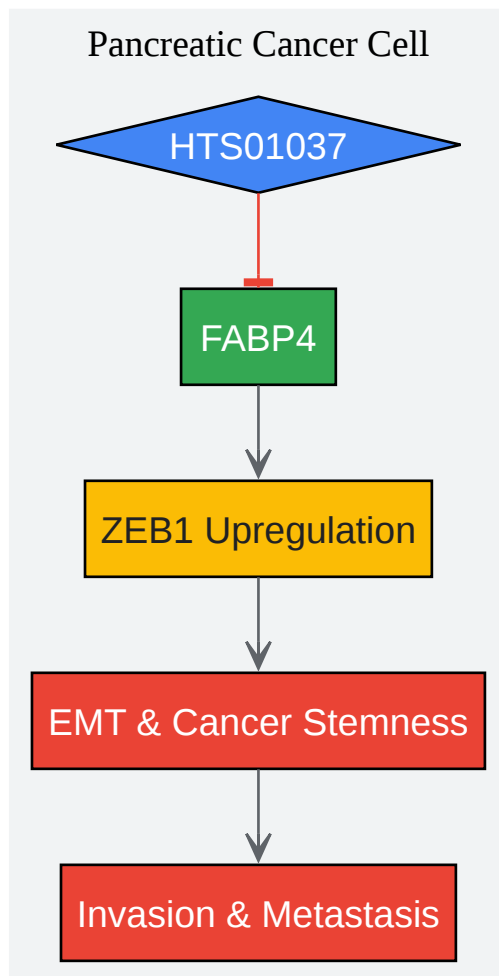 Pancreatic Cancer Cell
HTS01037
FABP4
ZEB1 Upregulation
EMT & Cancer Stemness
Invasion & Metastasis